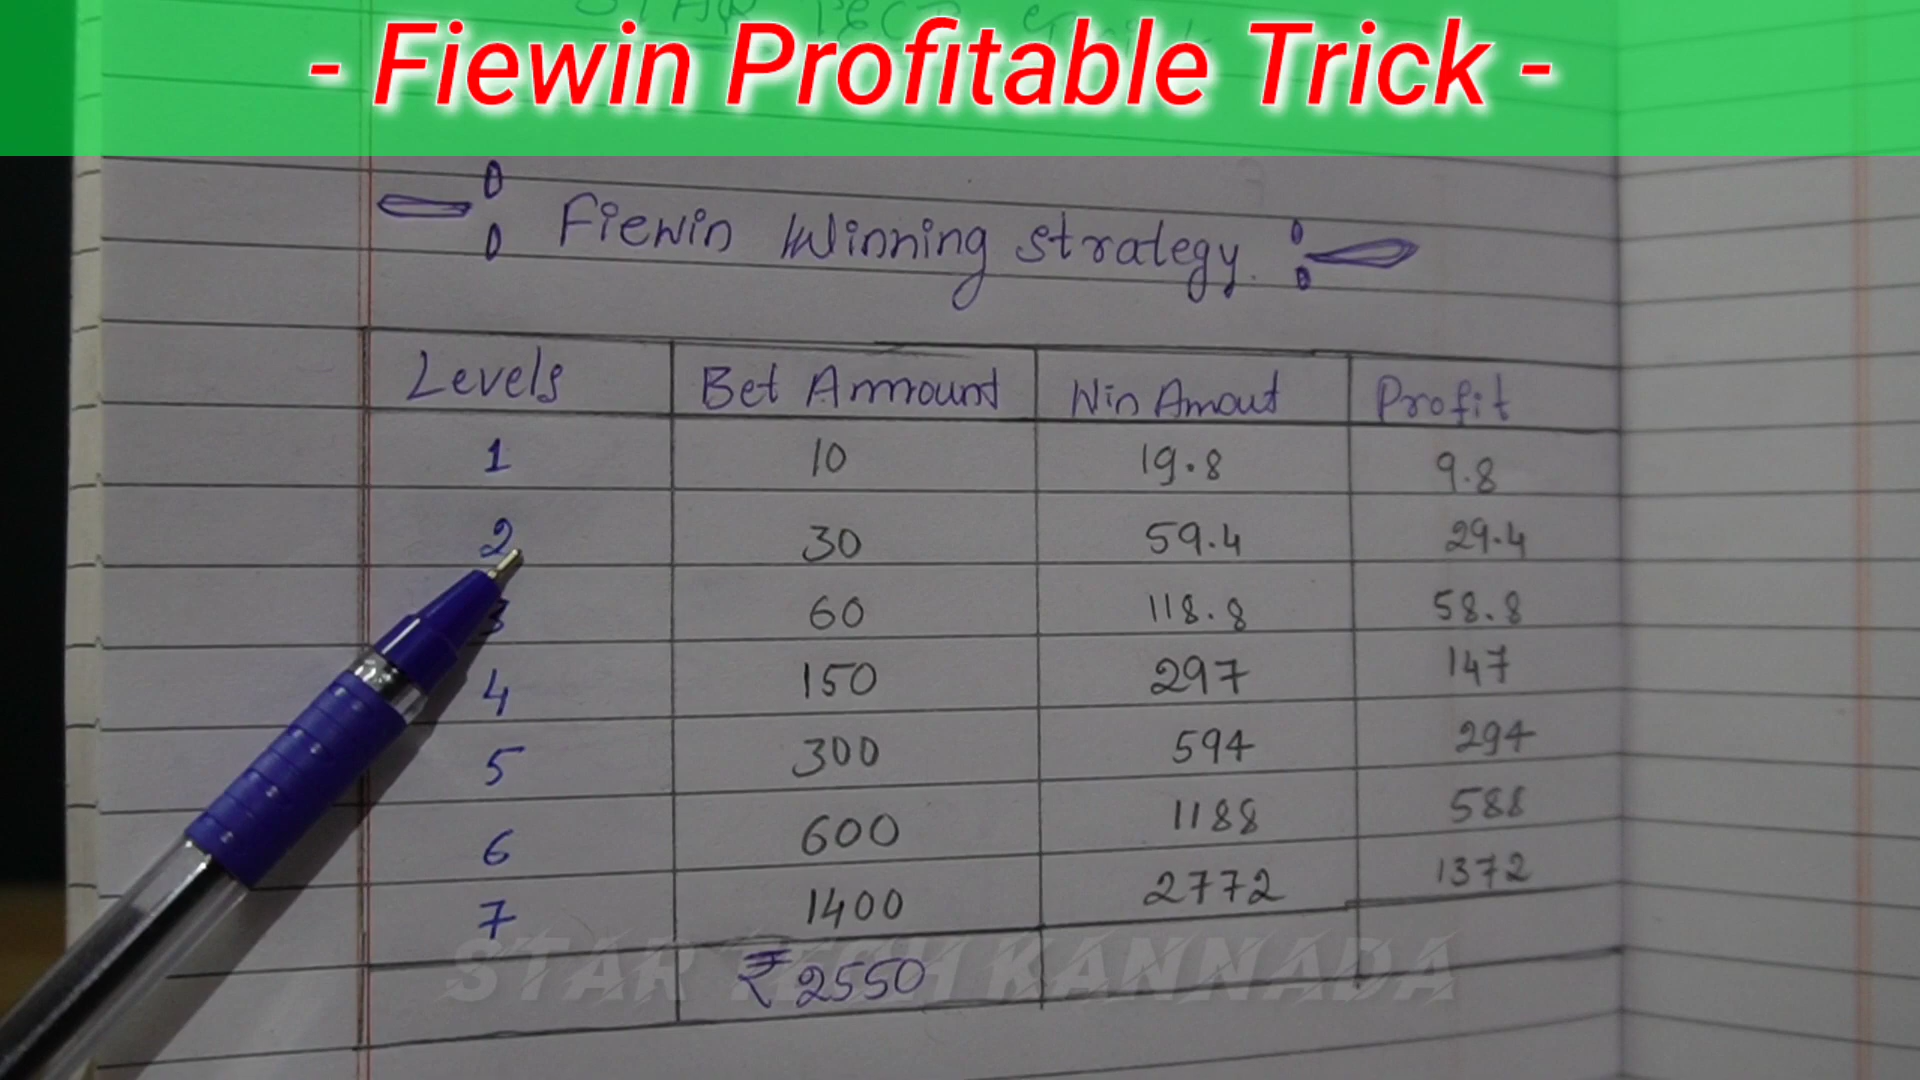 - Fiewin Profitable Trick -
Fiewin Winning strategy.
Levels Bet Ammount Win Amout Profit
1 10 19.8 9.8
2 30 59.4 29.4
3 60 118.8 58.8
4 150 297 147
5 300 594 294
6 600 1188 588
7 1400 2772 1372
₹ 2550
STAR TECH KANNADA